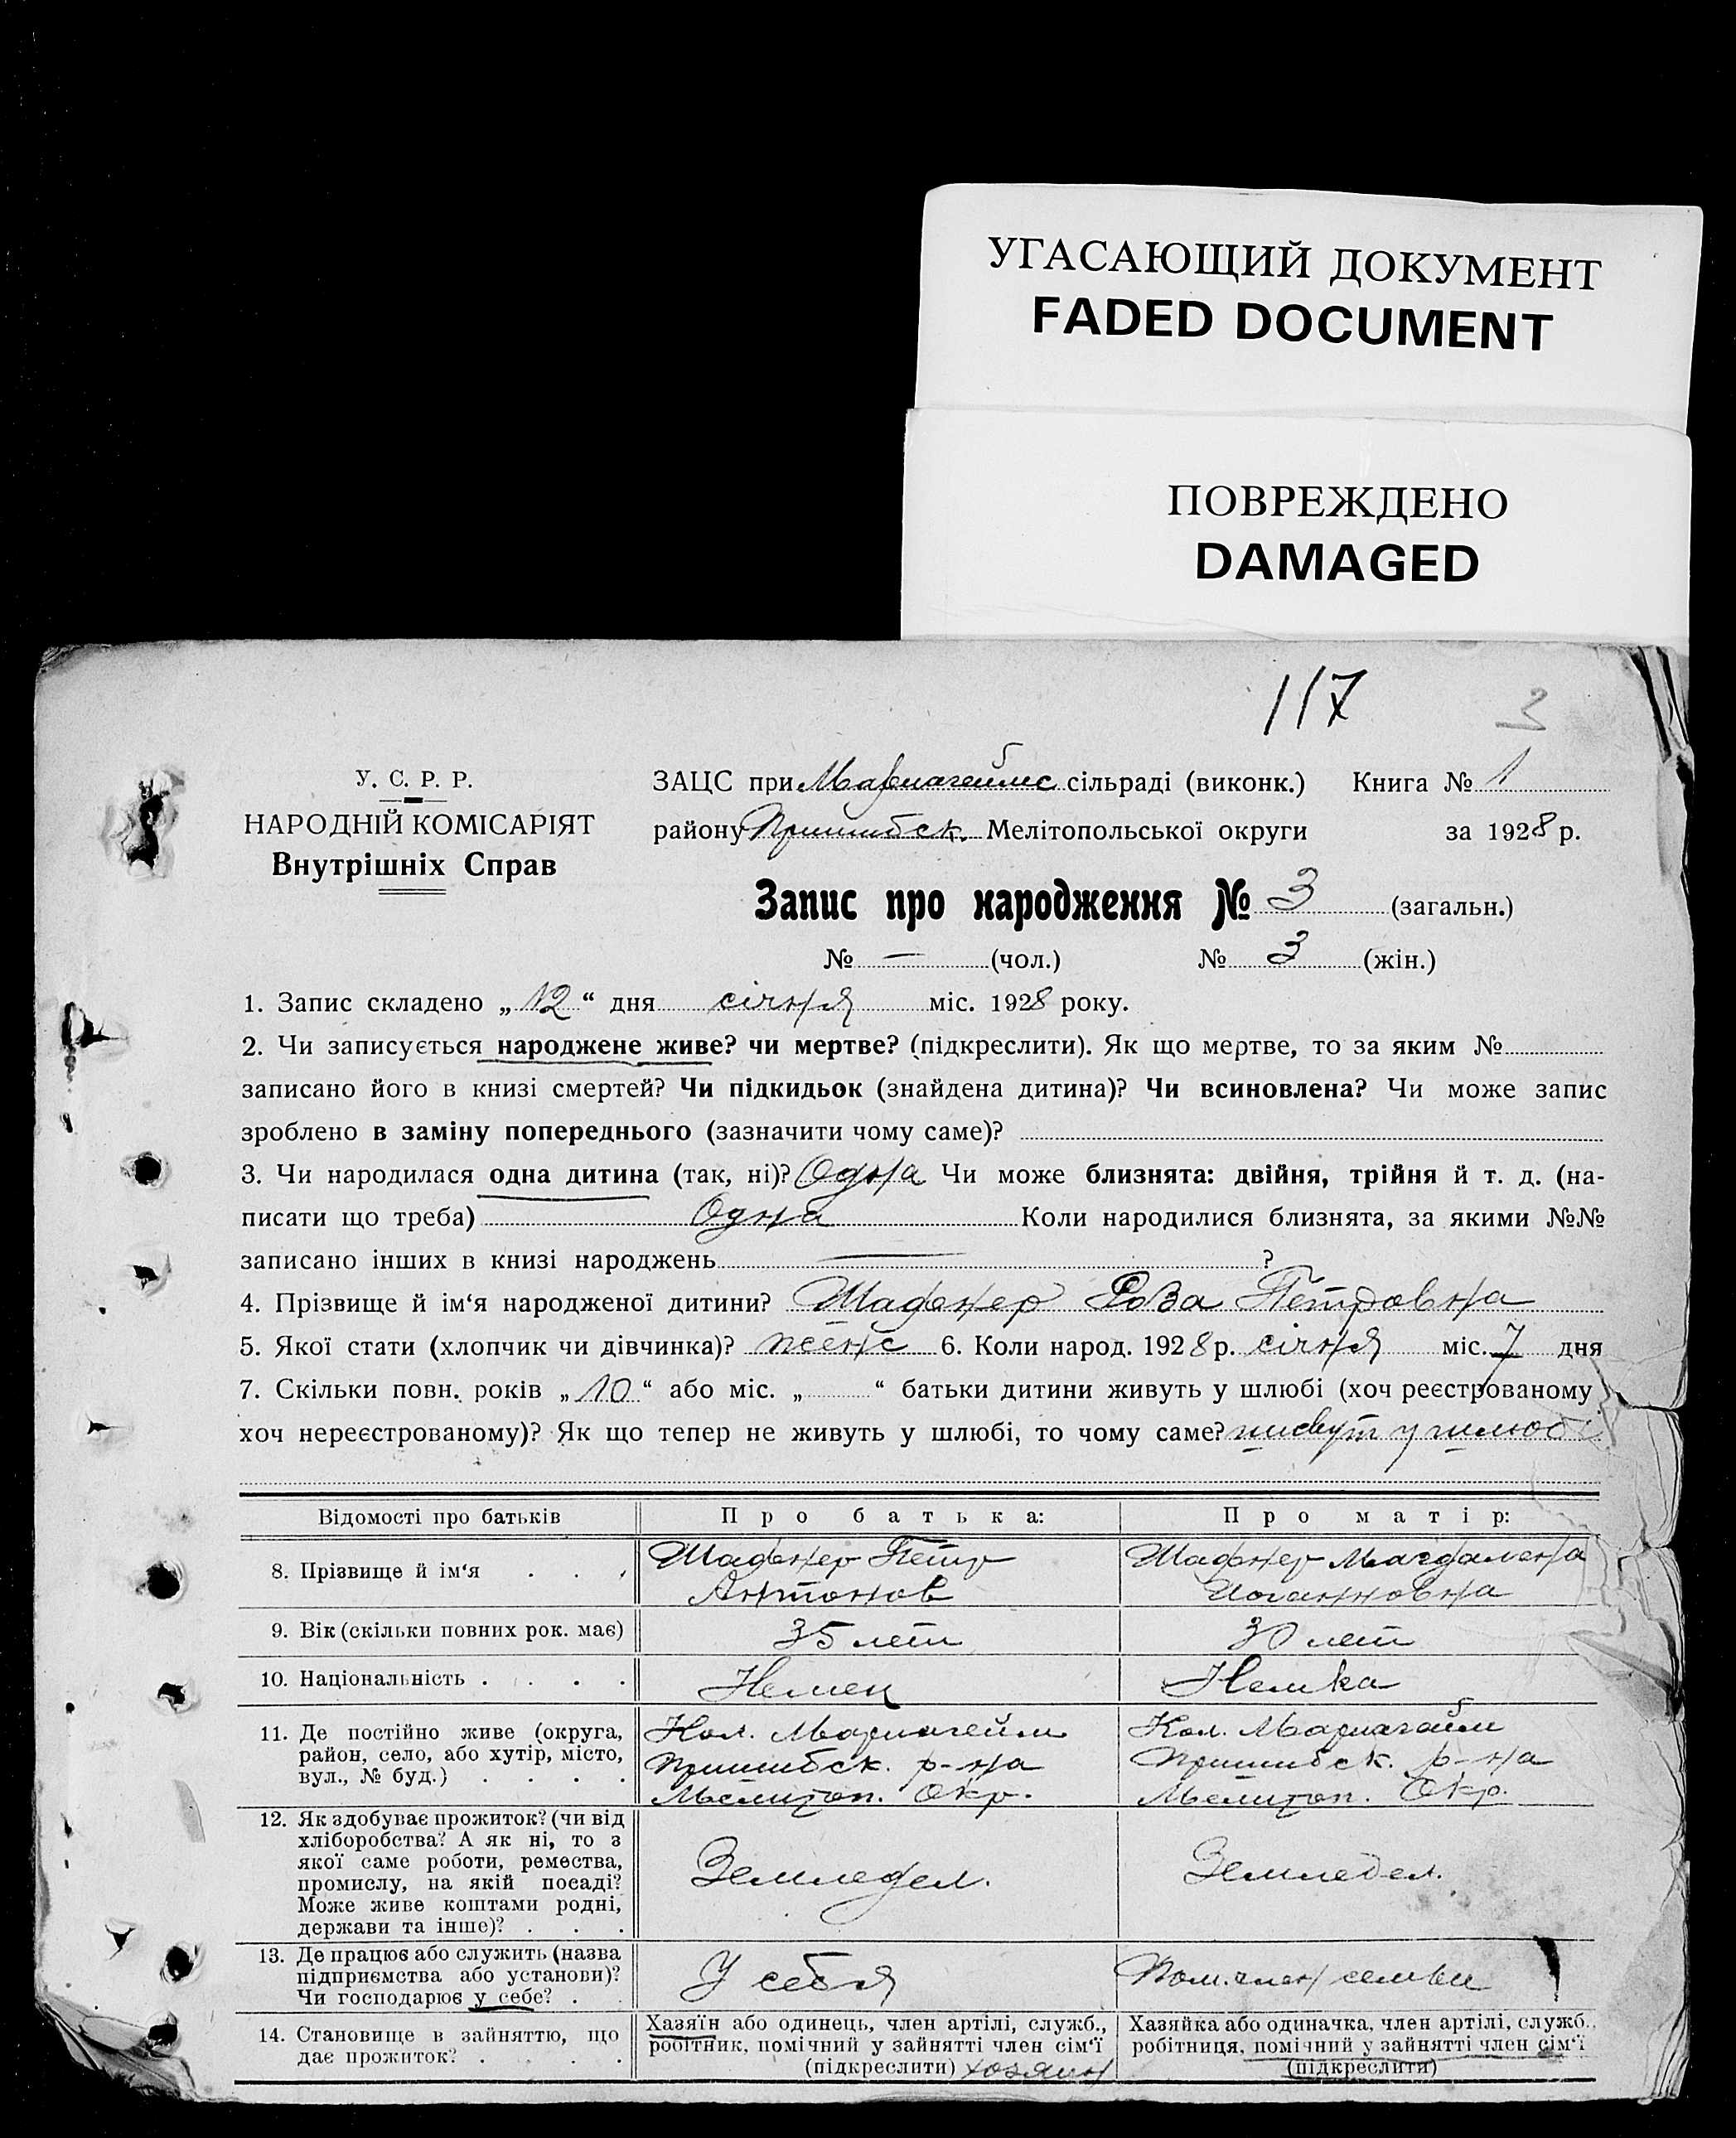 УГАСАЮЩИЙ ДОКУМЕНТ
FADED DOCUMENT
ПОВРЕЖДЕНО
DAMAGED
117 3
У. С. Р. Р.
НАРОДНІЙ КОМІСАРІЯТ
Внутрішніх Справ
ЗАЦС при Мариагеймс сільраді (виконк.) Книга № 1
району Пришибск. Мелітопольської округи за 1928 р.
Запис про народження № 3 (загальн.)
№ — (чол.) № 3 (жін.)
1. Запис складено „12“ дня січня міс. 1928 року.
2. Чи записується народжене живе? чи мертве? (підкреслити). Як що мертве, то за яким №
записано його в книзі смертей? Чи підкидьок (знайдена дитина)? Чи всиновлена? Чи може запис
зроблено в заміну попереднього (зазначити чому саме)?
3. Чи народилася одна дитина (так, ні)? Одна Чи може близнята: двійня, трійня й т. д. (на-
писати що треба) Одна Коли народилися близнята, за якими №№
записано інших в книзі народжень — ?
4. Прізвище й ім‘я народженої дитини? Шафнер Роза Петровна
5. Якої стати (хлопчик чи дівчинка)? женс 6. Коли народ. 1928 р. січня міс. 7 дня
7. Скільки повн. років „10“ або міс. „ “ батьки дитини живуть у шлюбі (хоч реєстрованому
хоч нереєстрованому)? Як що тепер не живуть у шлюбі, то чому саме? живут у шлюбі
Відомості про батьків Про батька: Про матір:
8. Прізвище й ім‘я Шафнер Петр Шафнер Магдалена
Антонов Иоганновна
9. Вік (скільки повних рок. має) 35 лет 30 лет
10. Національність Немец Немка
11. Де постійно живе (округа, Кол. Мариагейм Кол. Мариагайм
район, село, або хутір, місто, Пришибск. р-на Пришибск. р-на
вул., № буд.) Мелитоп. Окр. Мелитоп. Окр.
12. Як здобуває прожиток? (чи від
хліборобства? А як ні, то з
якої саме роботи, ремества, Земледел. Земледел.
промислу, на якій посаді?
Може живе коштами родні,
держави та інше)?
13. Де працює або служить (назва
підприємства або установи)? У себя Пом. член семьи
Чи господарює у себе?
14. Становище в зайняттю, що Хазяїн або одинець, член артілі, служб., Хазяйка або одиначка, член артілі, служб.,
дає прожиток? робітник, помічний у зайнятті член сім‘ї робітниця, помічний у зайнятті член сім‘ї
(підкреслити) хозяин (підкреслити)